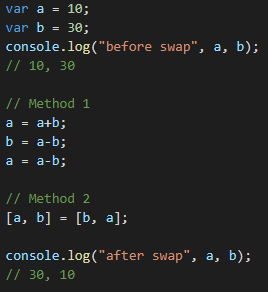 var a = 10;
var b = 30;
console.log("before swap", a, b);
// 10, 30
// Method 1
a = a+b;
b = a-b;
a = a-b;
// Method 2
[a, b] = [b, a];
console.log("after swap", a, b);
// 30, 10